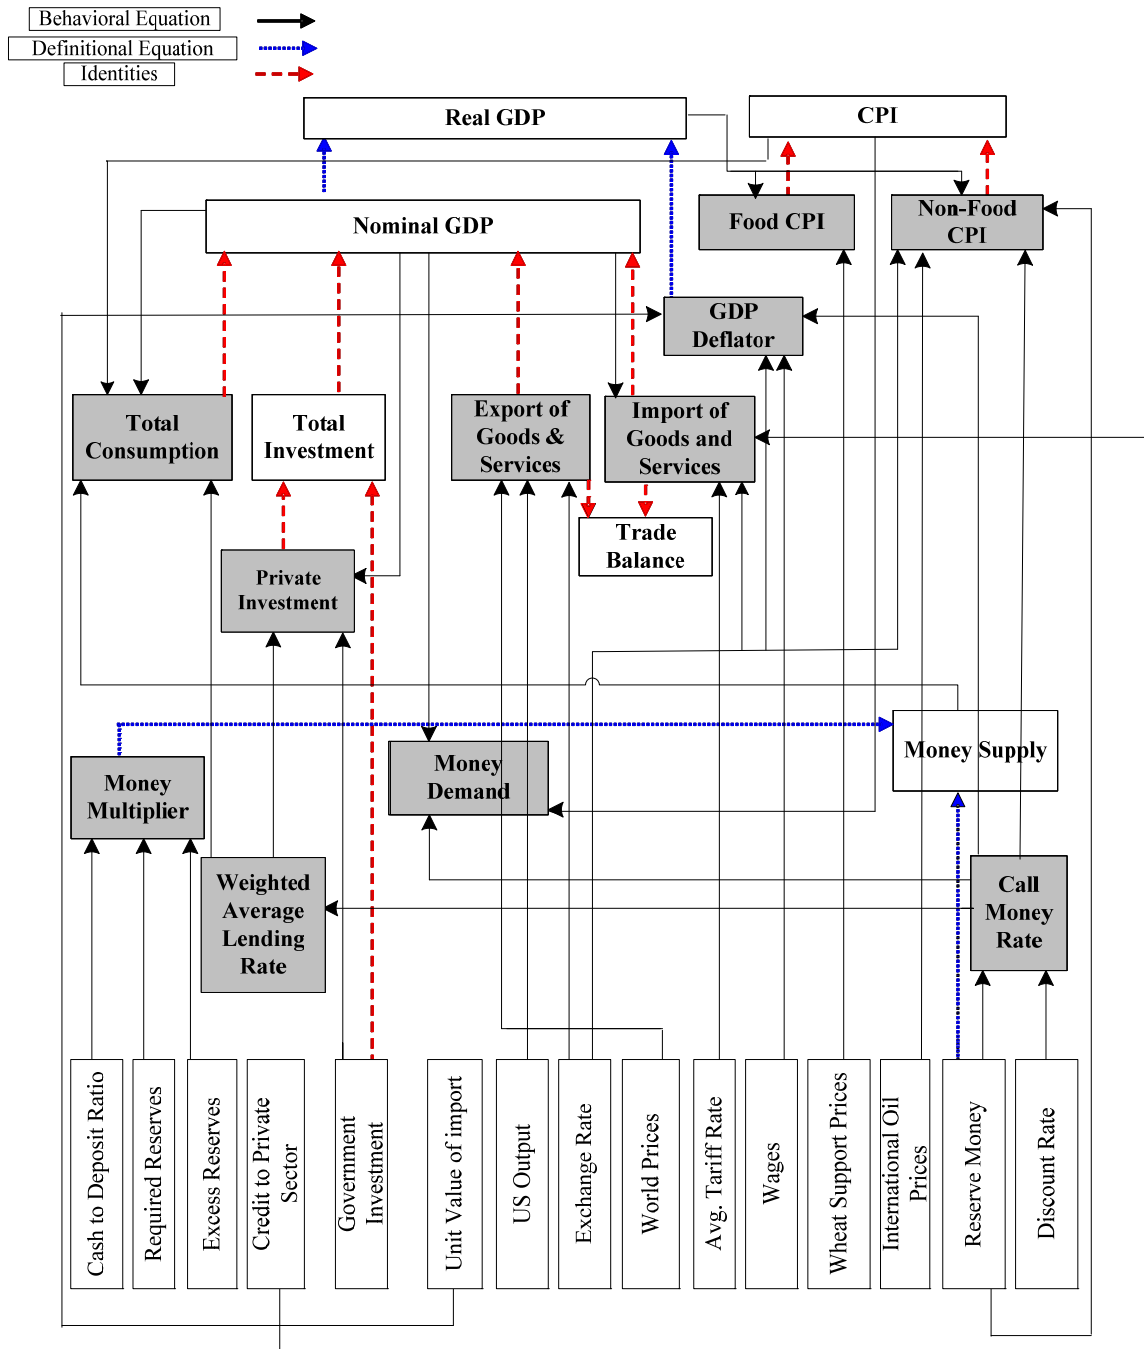 Behavioral Equation
Definitional Equation
Identities
Real GDP
CPI
Food CPI
Non-Food
CPI
Nominal GDP
GDP
Deflator
Total
Consumption
Total
Investment
Export of
Goods &
Services
Import of
Goods and
Services
Trade
Balance
Private
Investment
Money Supply
Money
Demand
Money
Multiplier
Weighted
Average
Lending
Rate
Call
Money
Rate
Cash to Deposit Ratio
Required Reserves
Excess Reserves
Credit to Private
Sector
Government
Investment
Unit Value of import
US Output
Exchange Rate
World Prices
Avg. Tariff Rate
Wages
Wheat Support Prices
International Oil
Prices
Reserve Money
Discount Rate